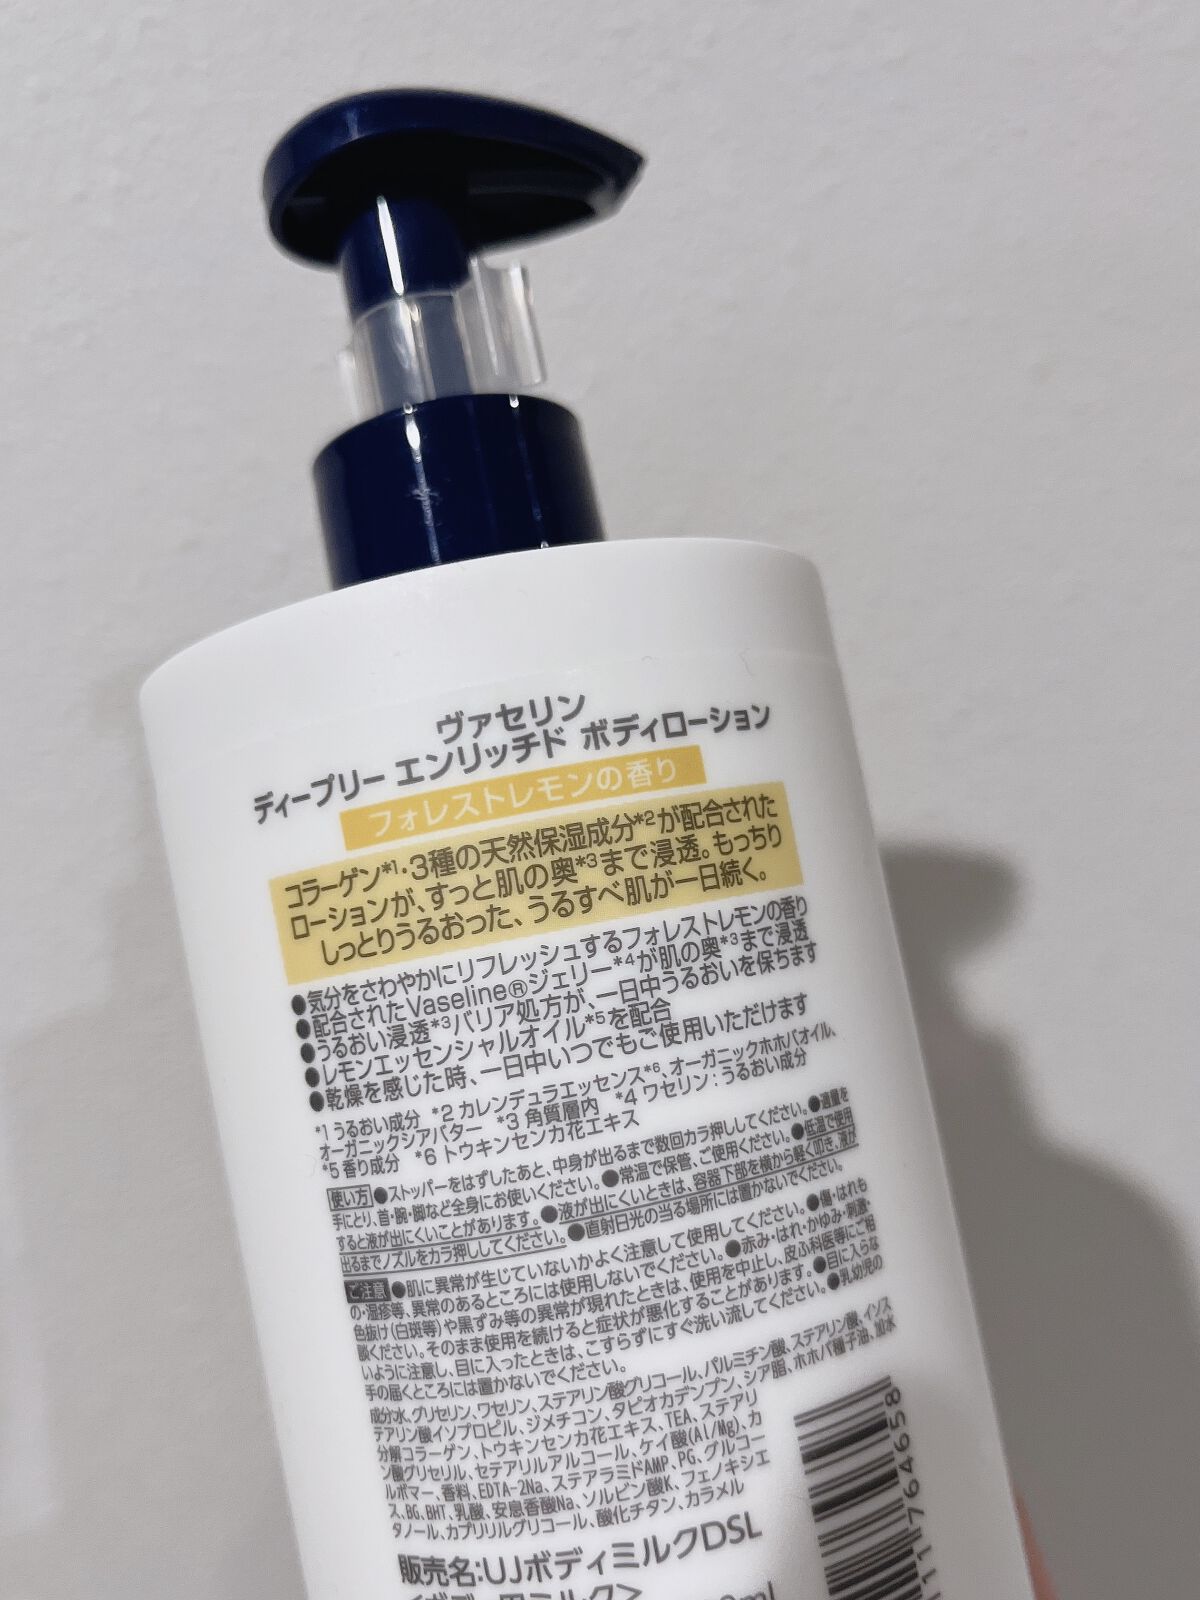 ヴァセリン
ディープリー エンリッチド ボディローション
フォレストレモンの香り
コラーゲン*1・3種の天然保湿成分*2が配合された
ローションが、すっと肌の奥*3まで浸透。もっちり
しっとりうるおった、うるすべ肌が一日続く。
●気分をさわやかにリフレッシュするフォレストレモンの香り
●配合されたVaseline®ジェリー*4が肌の奥*3まで浸透
●うるおい浸透*3バリア処方が、一日中うるおいを保ちます
●レモンエッセンシャルオイル*5を配合
●乾燥を感じた時、一日中いつでもご使用いただけます
*1 うるおい成分 *2 カレンデュラエッセンス*6、オーガニックホホバオイル、
オーガニックシアバター *3 角質層内 *4 ワセリン:うるおい成分
*5 香り成分 *6 トウキンセンカ花エキス
使い方 ●ストッパーをはずしたあと、中身が出るまで数回カラ押ししてください。●適量を
手にとり、首・腕・脚など全身にお使いください。●常温で保管、ご使用ください。●低温で使用
すると液が出にくいことがあります。●液が出にくいときは、容器下部を横から軽く叩き、液が
出るまでノズルをカラ押ししてください。●直射日光の当る場所には置かないでください。
ご注意 ●肌に異常が生じていないかよく注意して使用してください。●傷・はれも
の・湿疹等、異常のあるところには使用しないでください。●赤み・はれ・かゆみ・刺激・
色抜け(白斑等)や黒ずみ等の異常が現れたときは、使用を中止し、皮ふ科医等にご相
談ください。そのまま使用を続けると症状が悪化することがあります。●目に入らな
いように注意し、目に入ったときは、こすらずにすぐ洗い流してください。●乳幼児の
手の届くところには置かないでください。
成分:水、グリセリン、ワセリン、ステアリン酸グリコール、パルミチン酸、ステアリン酸、イソス
テアリン酸イソプロピル、ジメチコン、タピオカデンプン、シア脂、ホホバ種子油、加水
分解コラーゲン、トウキンセンカ花エキス、TEA、ステアリ
ン酸グリセリル、セテアリルアルコール、ケイ酸(Al/Mg)、カ
ルボマー、香料、EDTA-2Na、ステアラミドAMP、PG、グルコー
ス、BG、BHT、乳酸、安息香酸Na、ソルビン酸K、フェノキシエ
タノール、カプリリルグリコール、酸化チタン、カラメル
販売名:UJボディミルクDSL